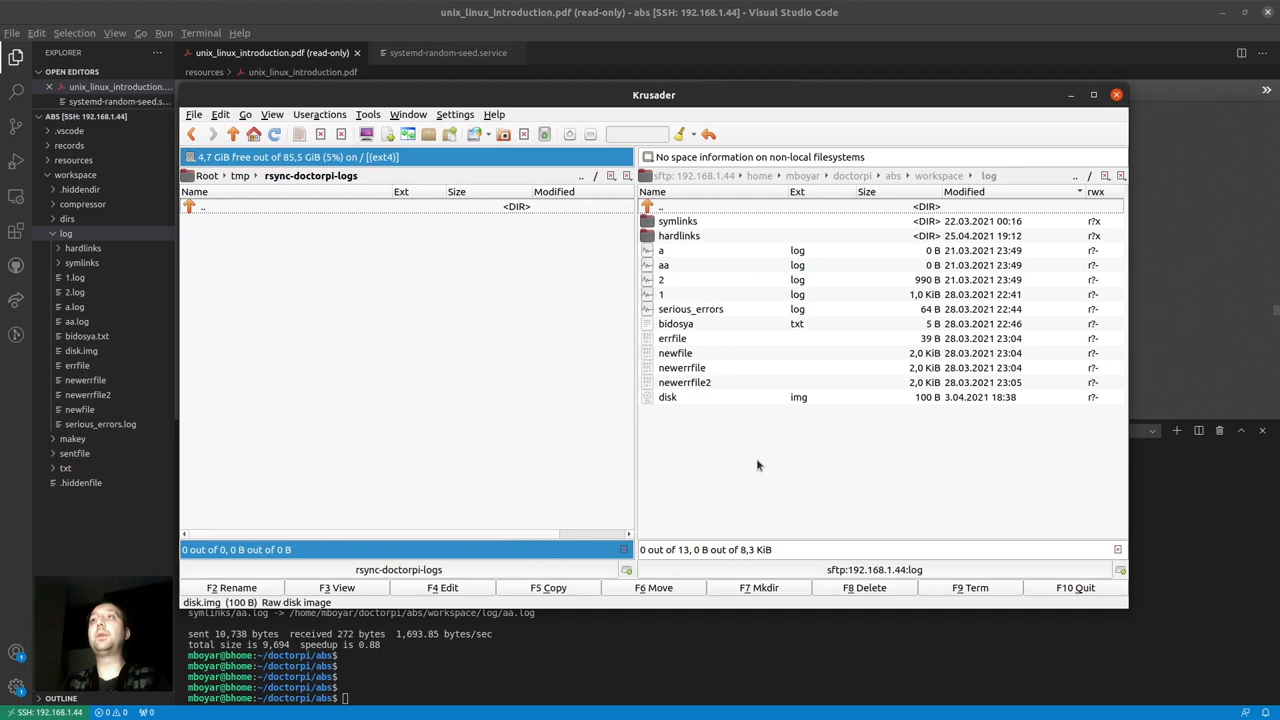 unix_linux_introduction.pdf (read-only) - abs [SSH: 192.168.1.44] - Visual Studio Code
File Edit Selection View Go Run Terminal Help
EXPLORER
OPEN EDITORS
unix_linux_introduction....
systemd-random-seed.s...
ABS [SSH: 192.168.1.44]
.vscode
records
resources
workspace
.hiddendir
compressor
dirs
log
hardlinks
symlinks
1.log
2.log
a.log
aa.log
bidosya.txt
disk.img
errfile
newerrfile
newerrfile2
newfile
serious_errors.log
makey
sentfile
txt
.hiddenfile
OUTLINE
unix_linux_introduction.pdf (read-only) systemd-random-seed.service
resources > unix_linux_introduction.pdf
Krusader
File Edit Go View Useractions Tools Window Settings Help
4,7 GiB free out of 85,5 GiB (5%) on / [(ext4)]
Root > tmp > rsync-doctorpi-logs .. /
Name Ext Size Modified
.. <DIR>
0 out of 0, 0 B out of 0 B
rsync-doctorpi-logs
No space information on non-local filesystems
sftp: 192.168.1.44 > home > mboyar > doctorpi > abs > workspace > log .. /
Name Ext Size Modified rwx
.. <DIR>
symlinks <DIR> 22.03.2021 00:16 r?x
hardlinks <DIR> 25.04.2021 19:12 r?x
a log 0 B 21.03.2021 23:49 r?-
aa log 0 B 21.03.2021 23:49 r?-
2 log 990 B 21.03.2021 23:49 r?-
1 log 1,0 KiB 28.03.2021 22:41 r?-
serious_errors log 64 B 28.03.2021 22:44 r?-
bidosya txt 5 B 28.03.2021 22:46 r?-
errfile 39 B 28.03.2021 23:04 r?-
newfile 2,0 KiB 28.03.2021 23:04 r?-
newerrfile 2,0 KiB 28.03.2021 23:04 r?-
newerrfile2 2,0 KiB 28.03.2021 23:05 r?-
disk img 100 B 3.04.2021 18:38 r?-
0 out of 13, 0 B out of 8,3 KiB
sftp:192.168.1.44:log
F2 Rename F3 View F4 Edit F5 Copy F6 Move F7 Mkdir F8 Delete F9 Term F10 Quit
disk.img (100 B) Raw disk image
symlinks/aa.log -> /home/mboyar/doctorpi/abs/workspace/log/aa.log
sent 10,738 bytes received 272 bytes 1,693.85 bytes/sec
total size is 9,694 speedup is 0.88
mboyar@bhome:~/doctorpi/abs$
mboyar@bhome:~/doctorpi/abs$
mboyar@bhome:~/doctorpi/abs$
mboyar@bhome:~/doctorpi/abs$
mboyar@bhome:~/doctorpi/abs$
1
1
SSH: 192.168.1.44 0 0 0